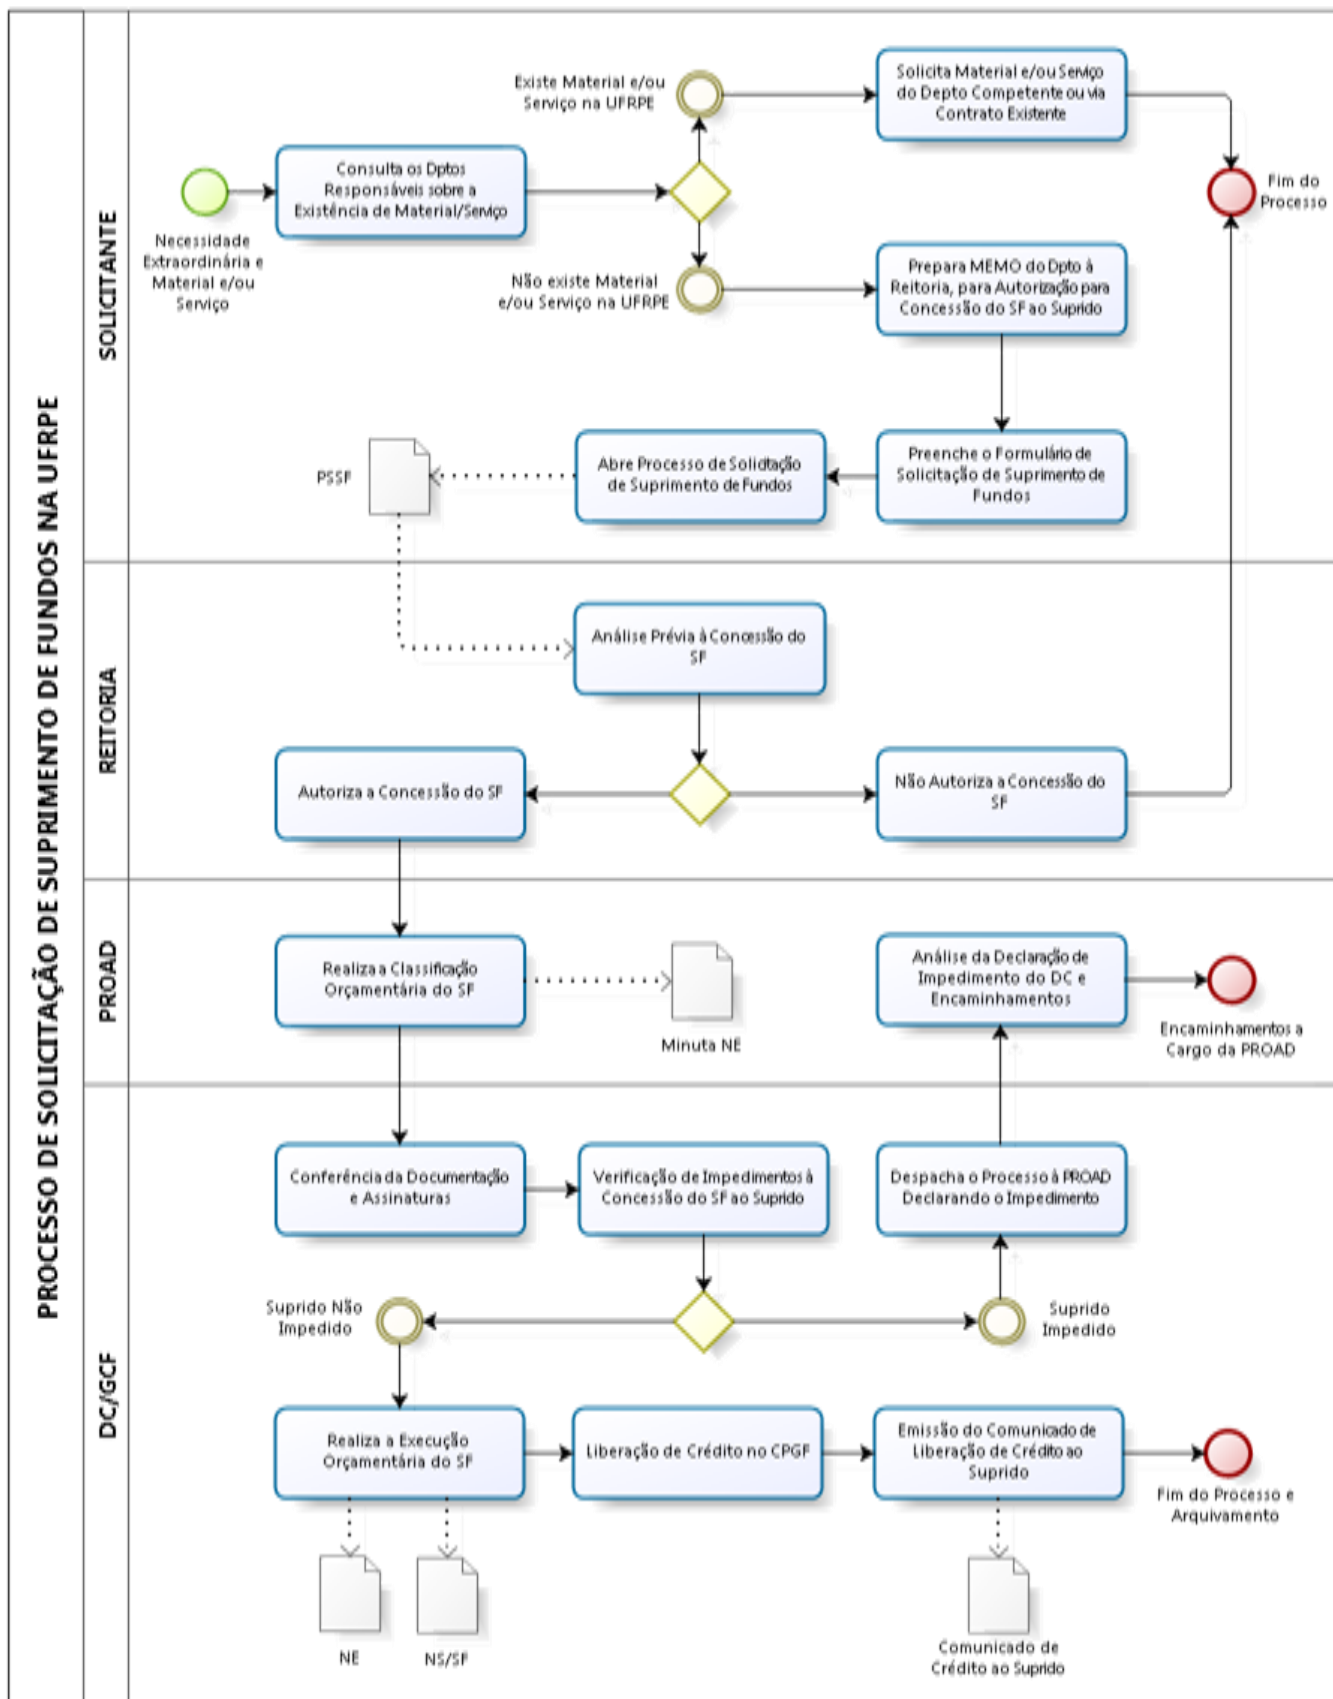 PROCESSO DE SOLICITAÇÃO DE SUPRIMENTO DE FUNDOS NA UFRPE
SOLICITANTE
Existe Material e/ou
Serviço na UFRPE
Solicita Material e/ou Serviço
do Depto Competente ou via
Contrato Existente
Consulta os Dptos
Responsáveis sobre a
Existência de Material/Serviço
Fim do
Processo
Necessidade
Extraordinária e
Material e/ou
Serviço
Não existe Material
e/ou Serviço na UFRPE
Prepara MEMO do Dpto à
Reitoria, para Autorização para
Concessão do SF ao Suprido
PSSF
Abre Processo de Solicitação
de Suprimento de Fundos
Preenche o Formulário de
Solicitação de Suprimento de
Fundos
REITORIA
Análise Prévia à Concessão do
SF
Autoriza a Concessão do SF
Não Autoriza a Concessão do
SF
PROAD
Realiza a Classificação
Orçamentária do SF
Minuta NE
Análise da Declaração de
Impedimento do DC e
Encaminhamentos
Encaminhamentos a
Cargo da PROAD
DC/GCF
Conferência da Documentação
e Assinaturas
Verificação de Impedimentos à
Concessão do SF ao Suprido
Despacha o Processo à PROAD
Declarando o Impedimento
Suprido Não
Impedido
Suprido
Impedido
Realiza a Execução
Orçamentária do SF
Liberação de Crédito no CPGF
Emissão do Comunicado de
Liberação de Crédito ao
Suprido
Fim do Processo e
Arquivamento
NE
NS/SF
Comunicado de
Crédito ao Suprido